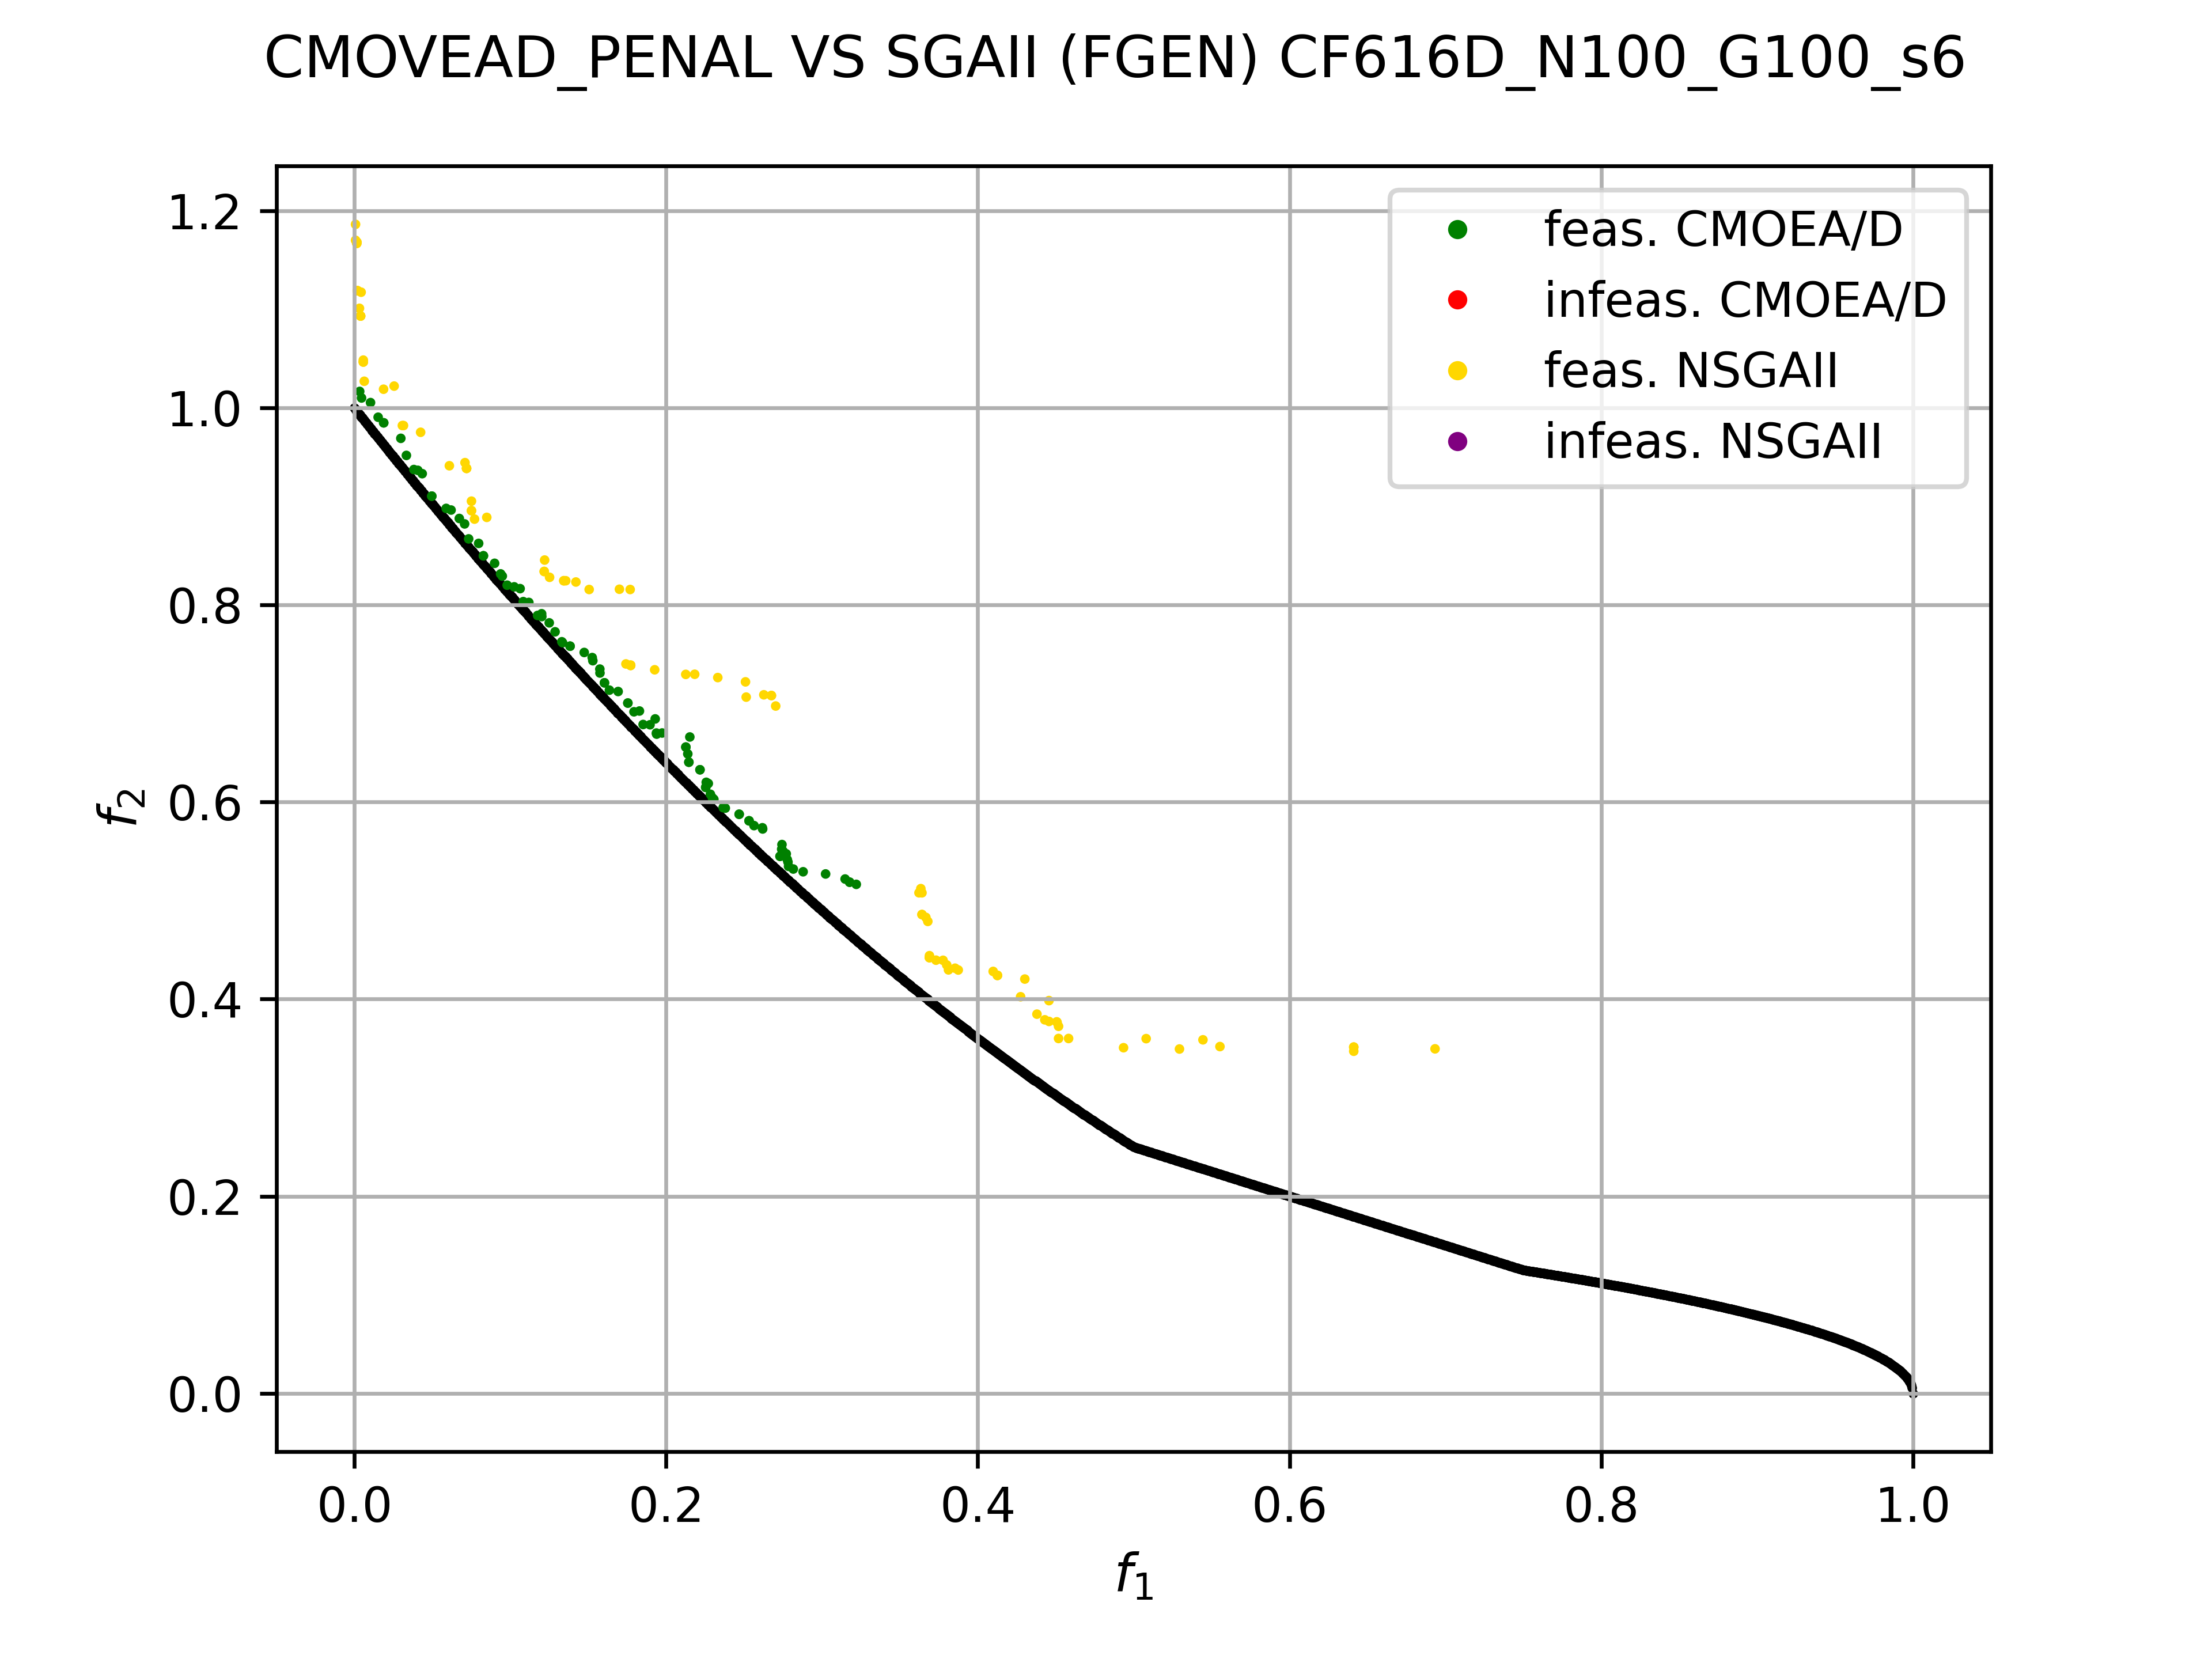 CMOVEAD_PENAL VS SGAII (FGEN) CF616D_N100_G100_s6
feas. CMOEA/D
infeas. CMOEA/D
feas. NSGAII
infeas. NSGAII
1.2
1.0
0.8
0.6
0.4
0.2
0.0
f2
0.0 0.2 0.4 0.6 0.8 1.0
f1